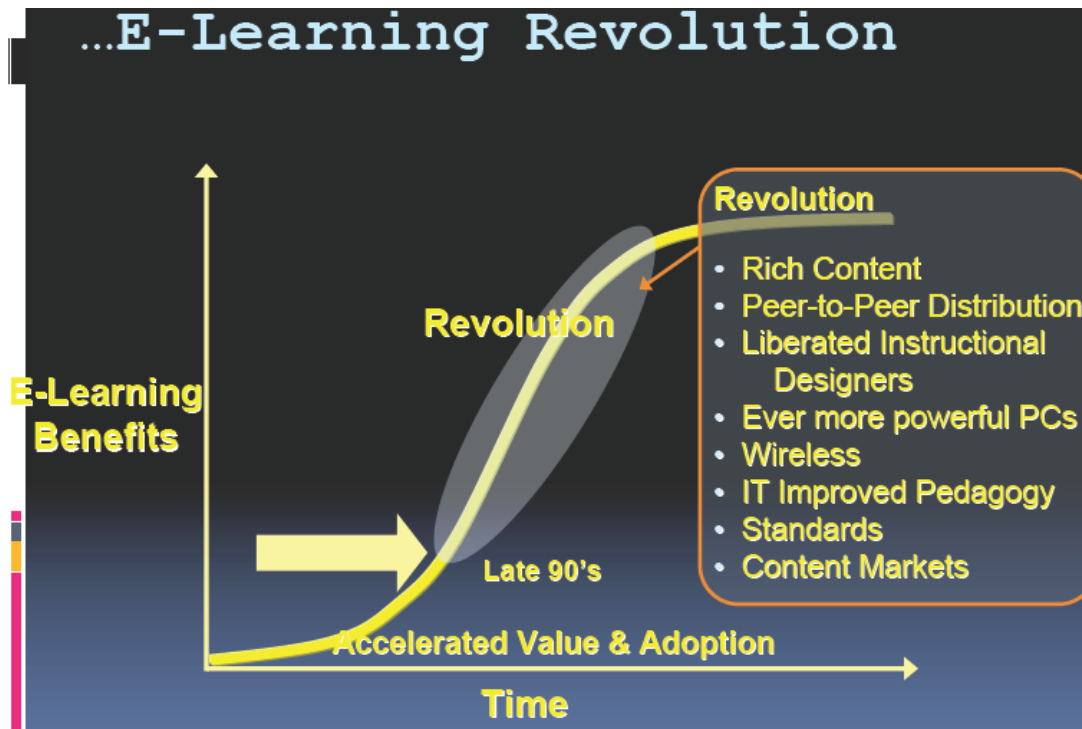 ...E-Learning Revolution
Revolution
• Rich Content
• Peer-to-Peer Distribution
• Liberated Instructional
Designers
• Ever more powerful PCs
• Wireless
• IT Improved Pedagogy
• Standards
• Content Markets
Revolution
E-Learning
Benefits
Late 90's
Accelerated Value & Adoption
Time